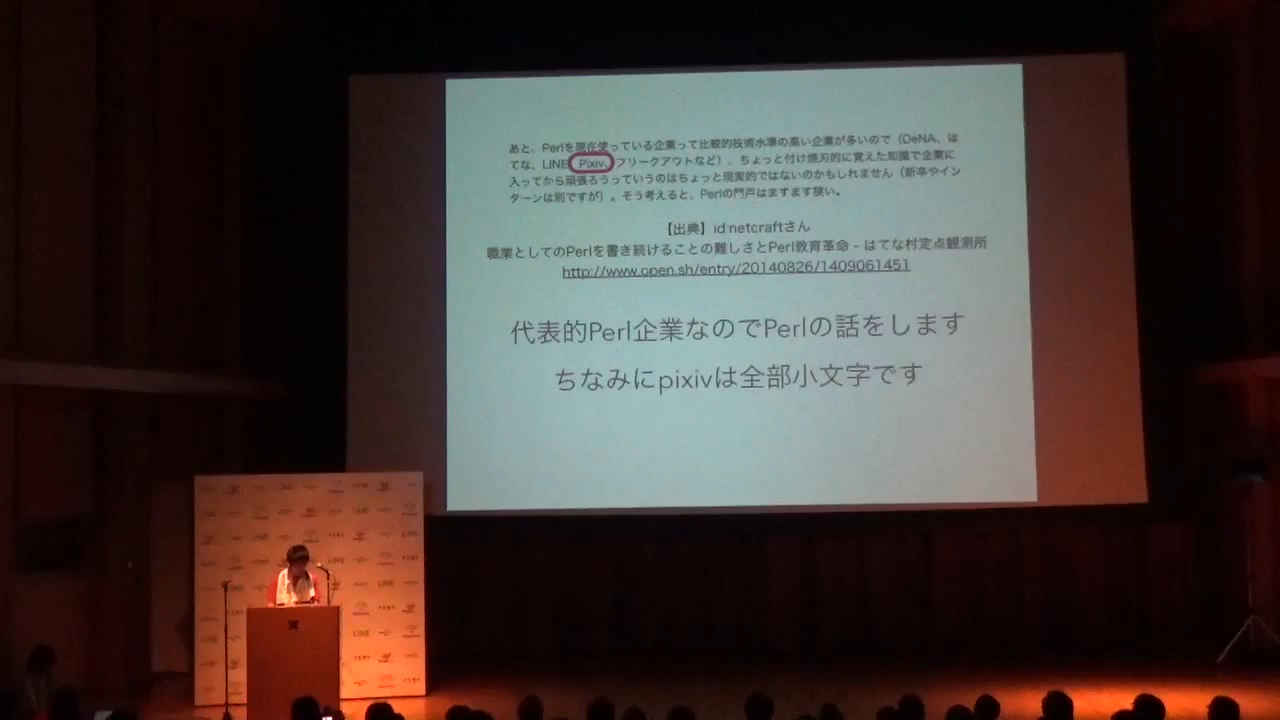 あと、Perlを現在使っている企業って比較的技術水準の高い企業が多いので（DeNA、は
てな、LINE、Pixiv、フリークアウトなど）、ちょっと付け焼刃的に覚えた知識で企業に
入ってから頑張ろうっていうのはちょっと現実的ではないのかもしれません（新卒やイン
ターンは別ですが）。そう考えると、Perlの門戸はますます狭い。
【出典】id netcraftさん
職業としてのPerlを書き続けることの難しさとPerl教育革命 - はてな村定点観測所
http://www.open.sh/entry/20140826/1409061451
代表的Perl企業なのでPerlの話をします
ちなみにpixivは全部小文字です
LINE
LINE
LINE
LINE